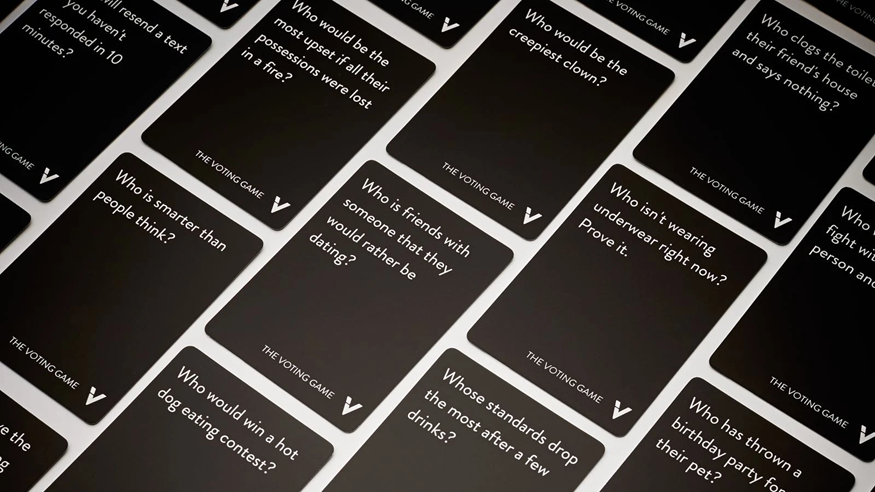 will resend a text
you haven't
responded in 10
minutes?
Who would be the
most upset if all their
possessions were lost
in a fire?
THE VOTING GAME
Who would be the
creepiest clown?
THE VOTING GAME
Who clogs the toilet
their friend's house
and says nothing?
THE VOTING GAME
Who is smarter than
people think?
THE VOTING GAME
Who is friends with
someone that they
would rather be
dating?
THE VOTING GAME
Who isn't wearing
underwear right now?
Prove it.
THE VOTING GAME
Who
fight
person and
THE VOTING GAME
Who would win a hot
dog eating contest?
Whose standards drop
the most after a few
drinks?
Who has thrown a
birthday party for
their pet?
the